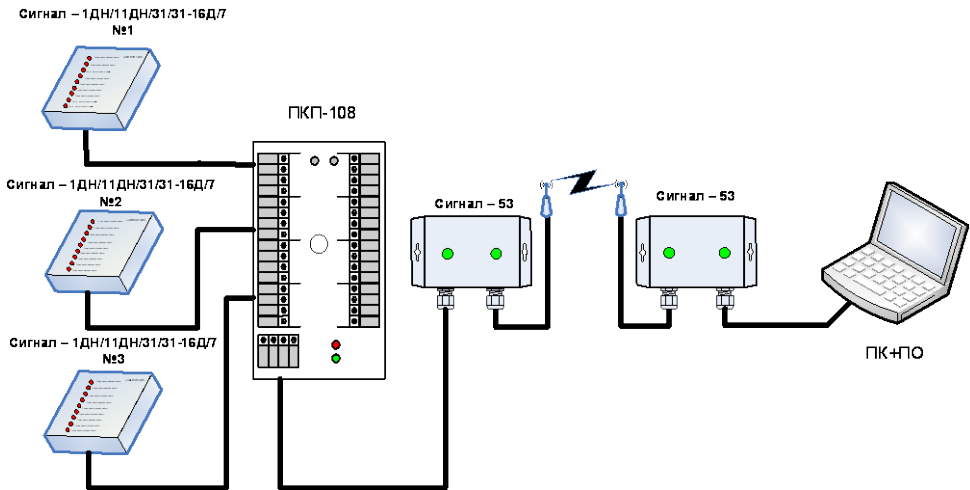 Сигнал – 1ДН/11ДН/31/31-16Д/7
№1
ПКП-108
Сигнал – 1ДН/11ДН/31/31-16Д/7
№2
Сигнал – 53
Сигнал – 53
Сигнал – 1ДН/11ДН/31/31-16Д/7
№3
ПК+ПО